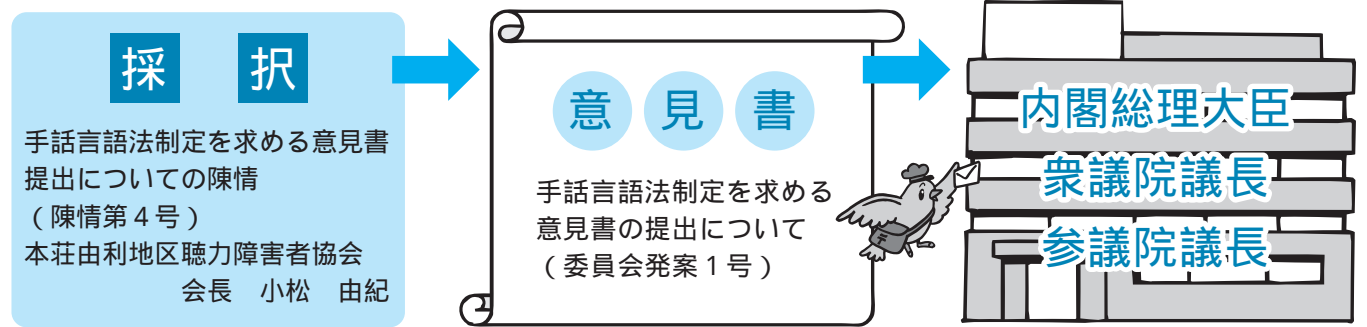 採択
手話言語法制定を求める意見書
提出についての陳情
（陳情第４号）
本荘由利地区聴力障害者協会
会長　小松　由紀
意見書
手話言語法制定を求める
意見書の提出について
（委員会発案１号）
内閣総理大臣
衆議院議長
参議院議長